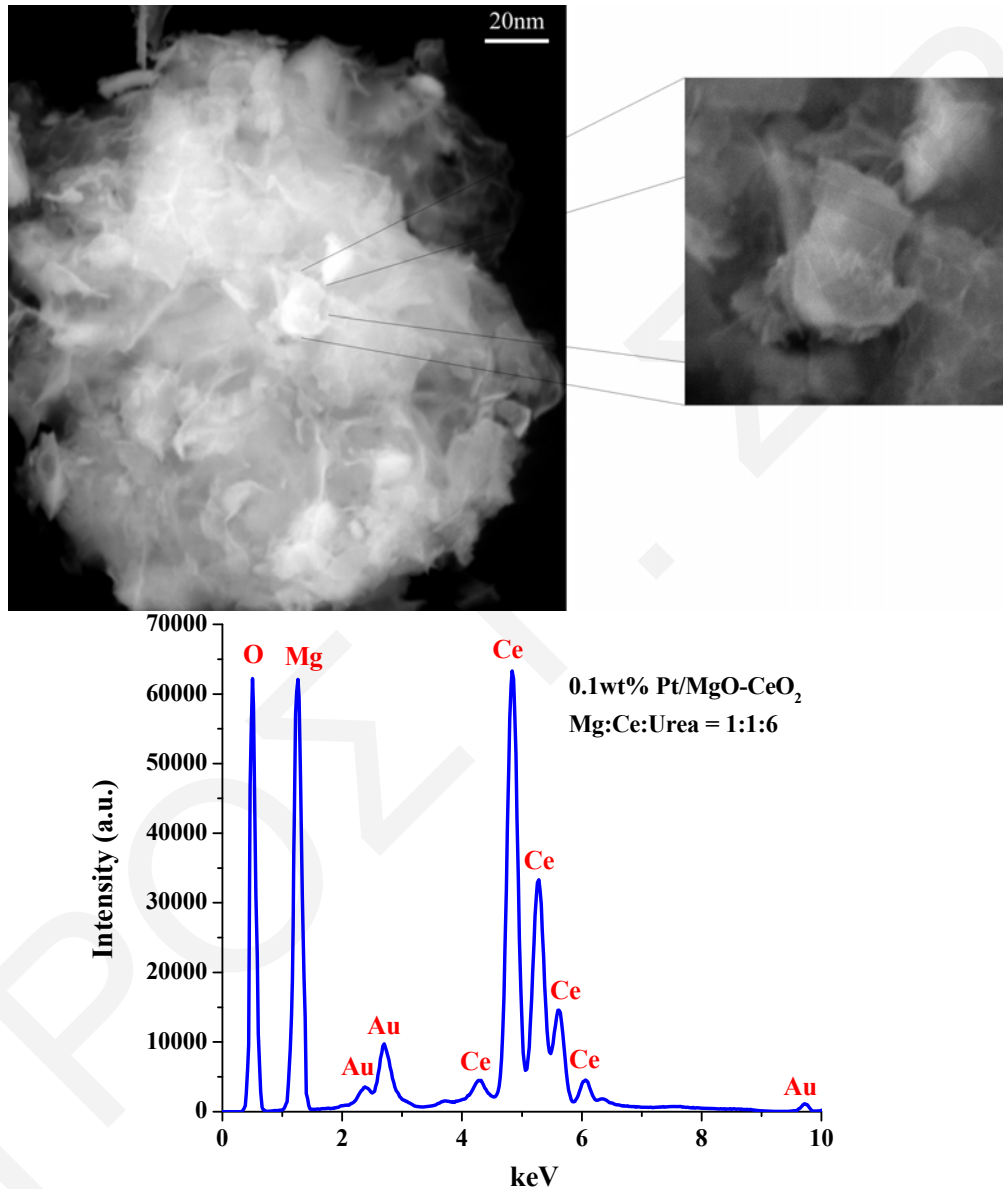 20nm
70000
60000
50000
40000
30000
20000
10000
0
Intensity (a.u.)
O
Mg
Au
Au
Ce
Ce
Ce
Ce
Ce
Au
0.1wt% Pt/MgO-CeO₂
Mg:Ce:Urea = 1:1:6
0 2 4 6 8 10
keV